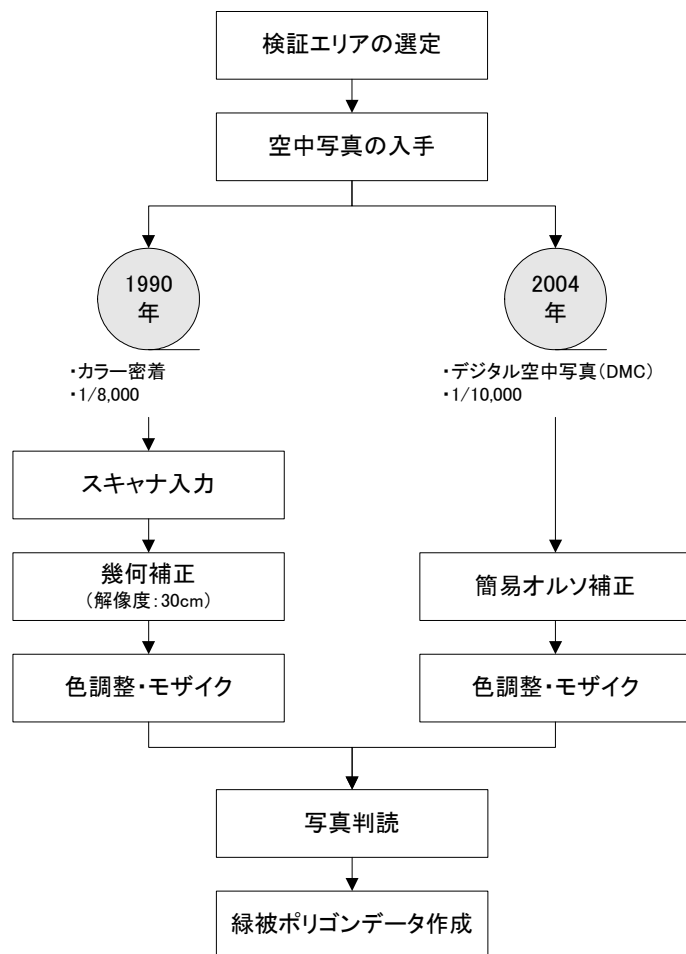 検証エリアの選定
空中写真の入手
1990
年
・カラー密着
・1/8,000
スキャナ入力
幾何補正
（解像度：30cm）
色調整・モザイク
2004
年
・デジタル空中写真（DMC）
・1/10,000
簡易オルソ補正
色調整・モザイク
写真判読
緑被ポリゴンデータ作成